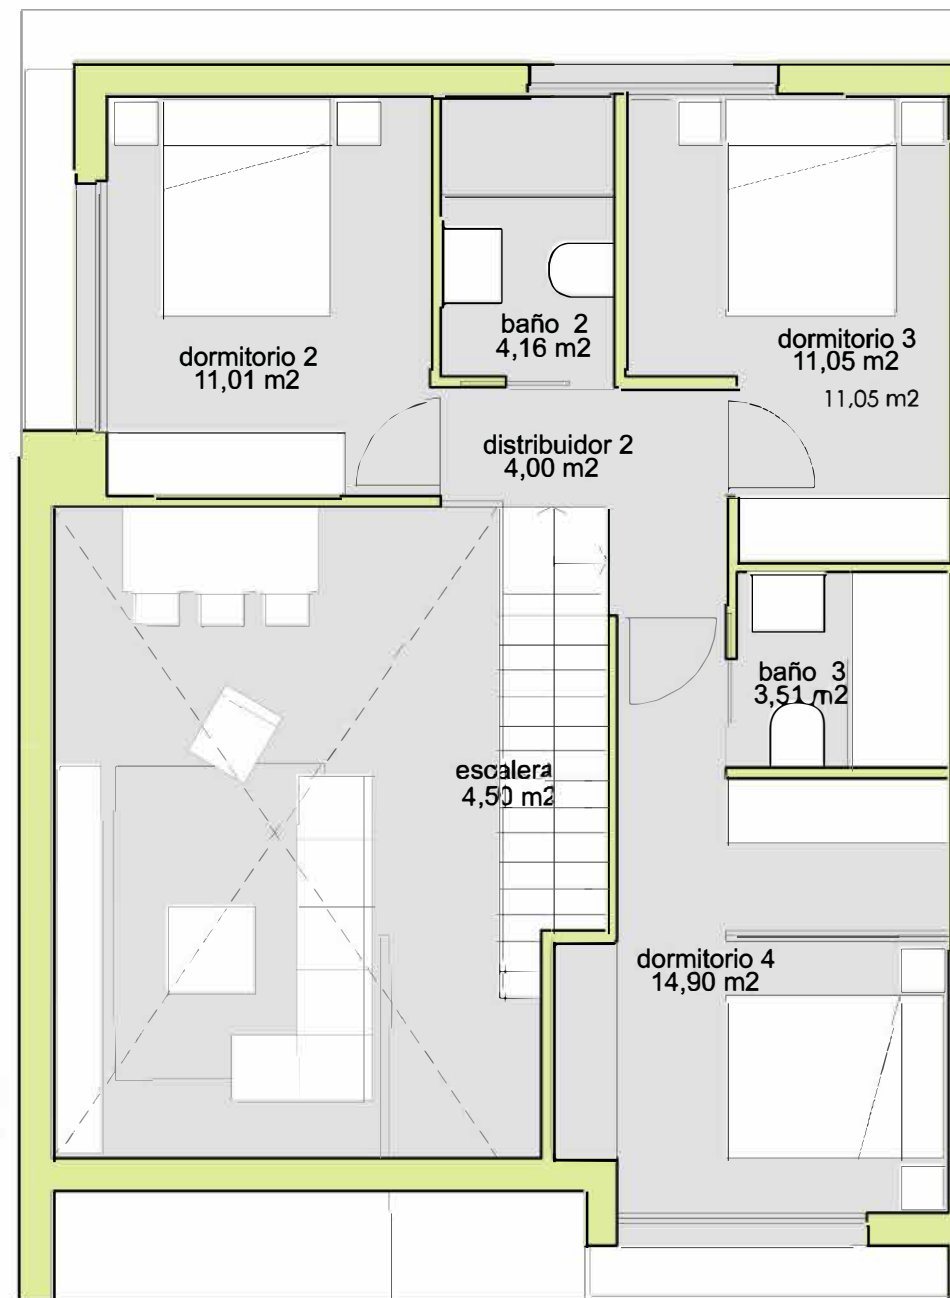 baño 2
4,16 m2
dormitorio 2
11,01 m2
dormitorio 3
11,05 m2
11,05 m2
distribuidor 2
4,00 m2
baño 3
3,51 m2
escalera
4,50 m2
dormitorio 4
14,90 m2